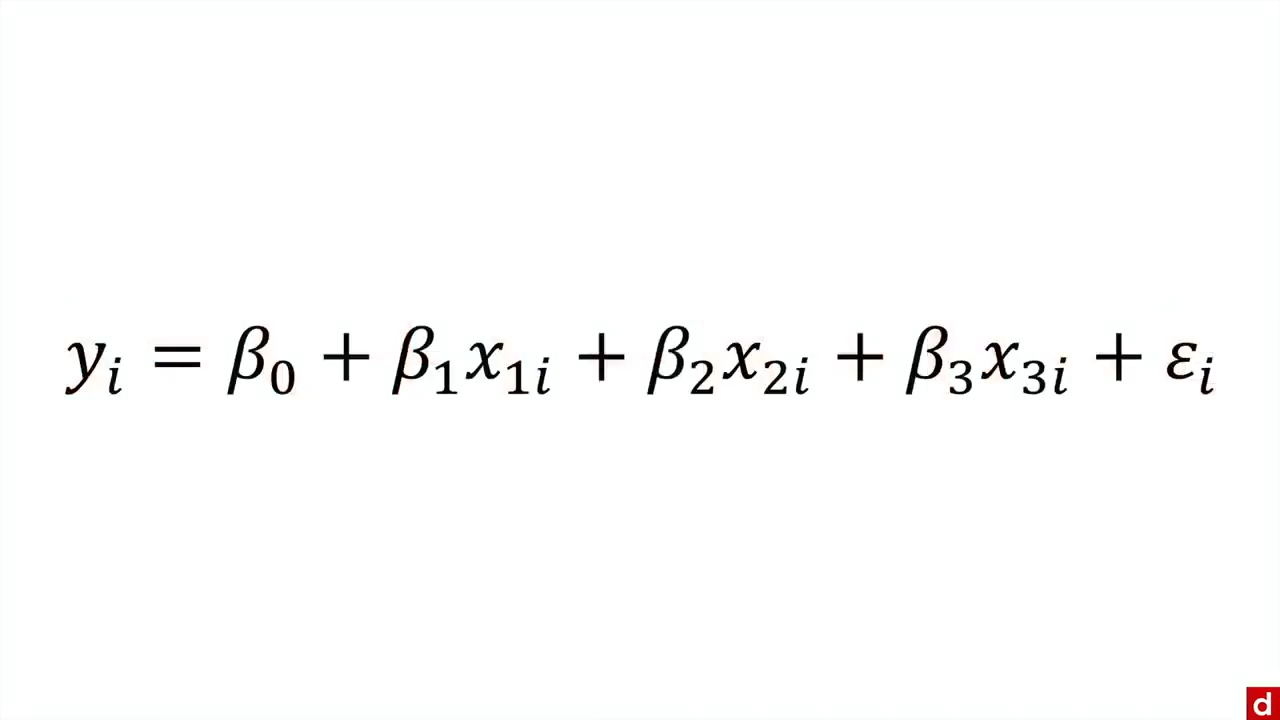 yᵢ = β₀ + β₁x₁ᵢ + β₂x₂ᵢ + β₃x₃ᵢ + εᵢ
d